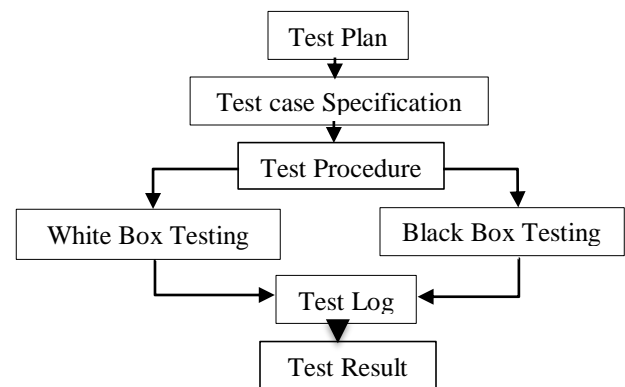 Test Plan
Test case Specification
Test Procedure
White Box Testing
Black Box Testing
Test Log
Test Result